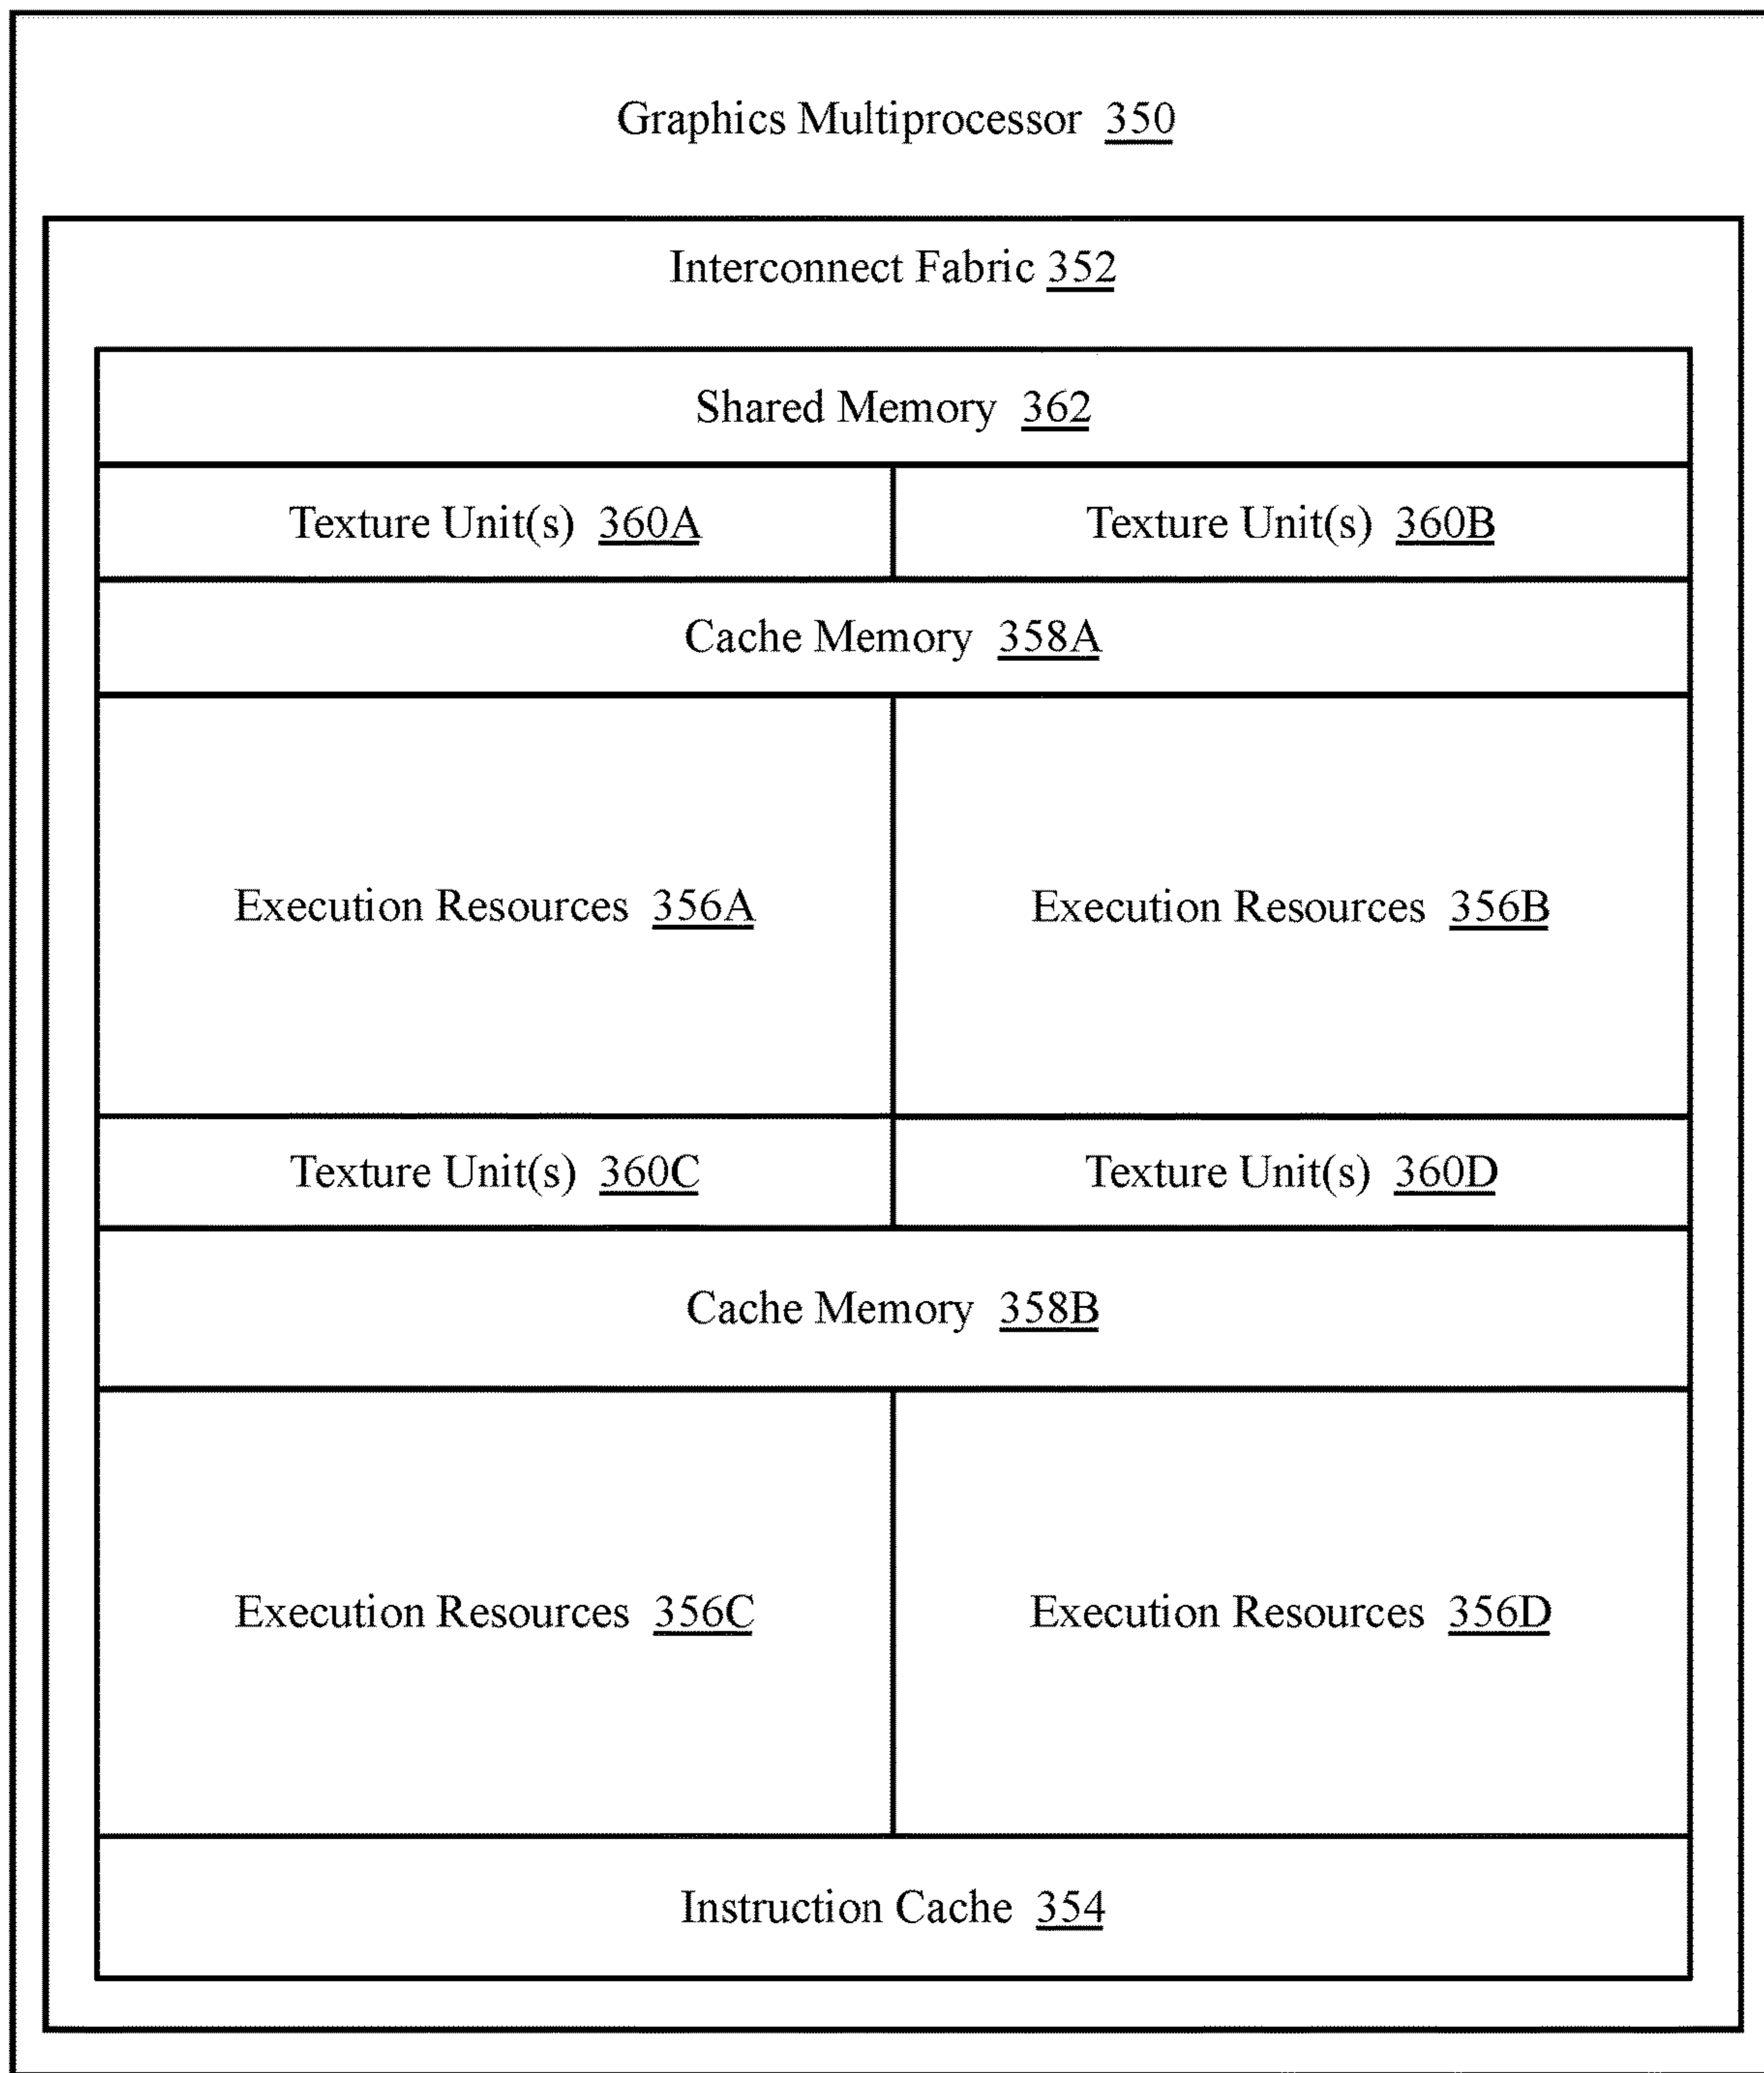 Graphics Multiprocessor 350
Interconnect Fabric 352
Shared Memory 362
Texture Unit(s) 360A
Texture Unit(s) 360B
Cache Memory 358A
Execution Resources 356A
Execution Resources 356B
Texture Unit(s) 360C
Texture Unit(s) 360D
Cache Memory 358B
Execution Resources 356C
Execution Resources 356D
Instruction Cache 354